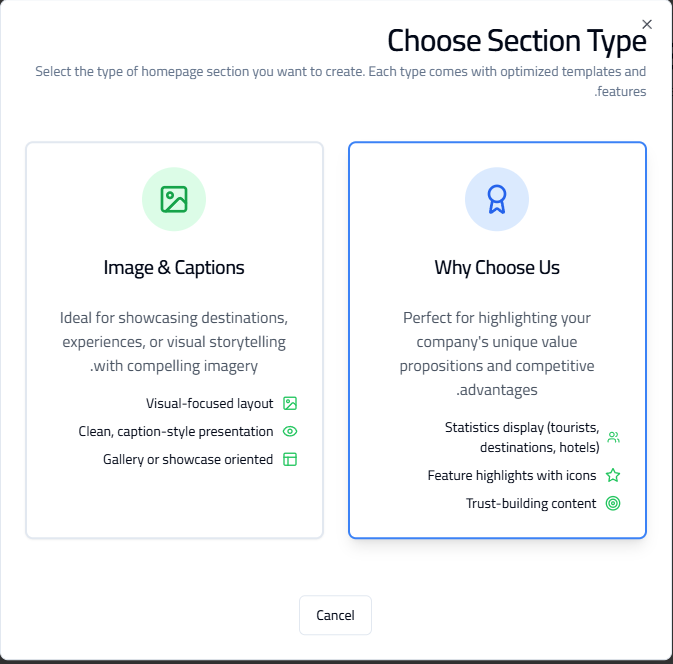 Choose Section Type
Select the type of homepage section you want to create. Each type comes with optimized templates and
.features
Why Choose Us
Perfect for highlighting your
company's unique value
propositions and competitive
.advantages
Statistics display (tourists,
destinations, hotels)
Feature highlights with icons
Trust-building content
Image & Captions
Ideal for showcasing destinations,
experiences, or visual storytelling
.with compelling imagery
Visual-focused layout
Clean, caption-style presentation
Gallery or showcase oriented
Cancel